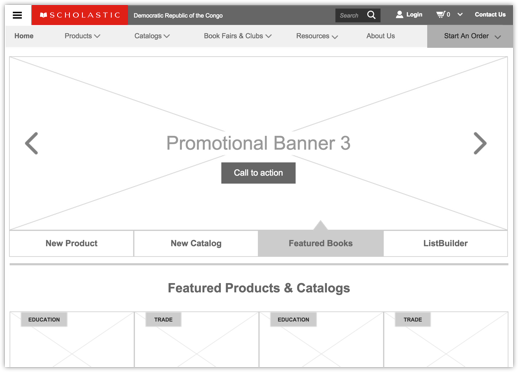 SCHOLASTIC
Democratic Republic of the Congo
Search
Login
0
Contact Us
Home
Products
Catalogs
Book Fairs & Clubs
Resources
About Us
Start An Order
Promotional Banner 3
Call to action
New Product
New Catalog
Featured Books
ListBuilder
Featured Products & Catalogs
EDUCATION
TRADE
EDUCATION
TRADE